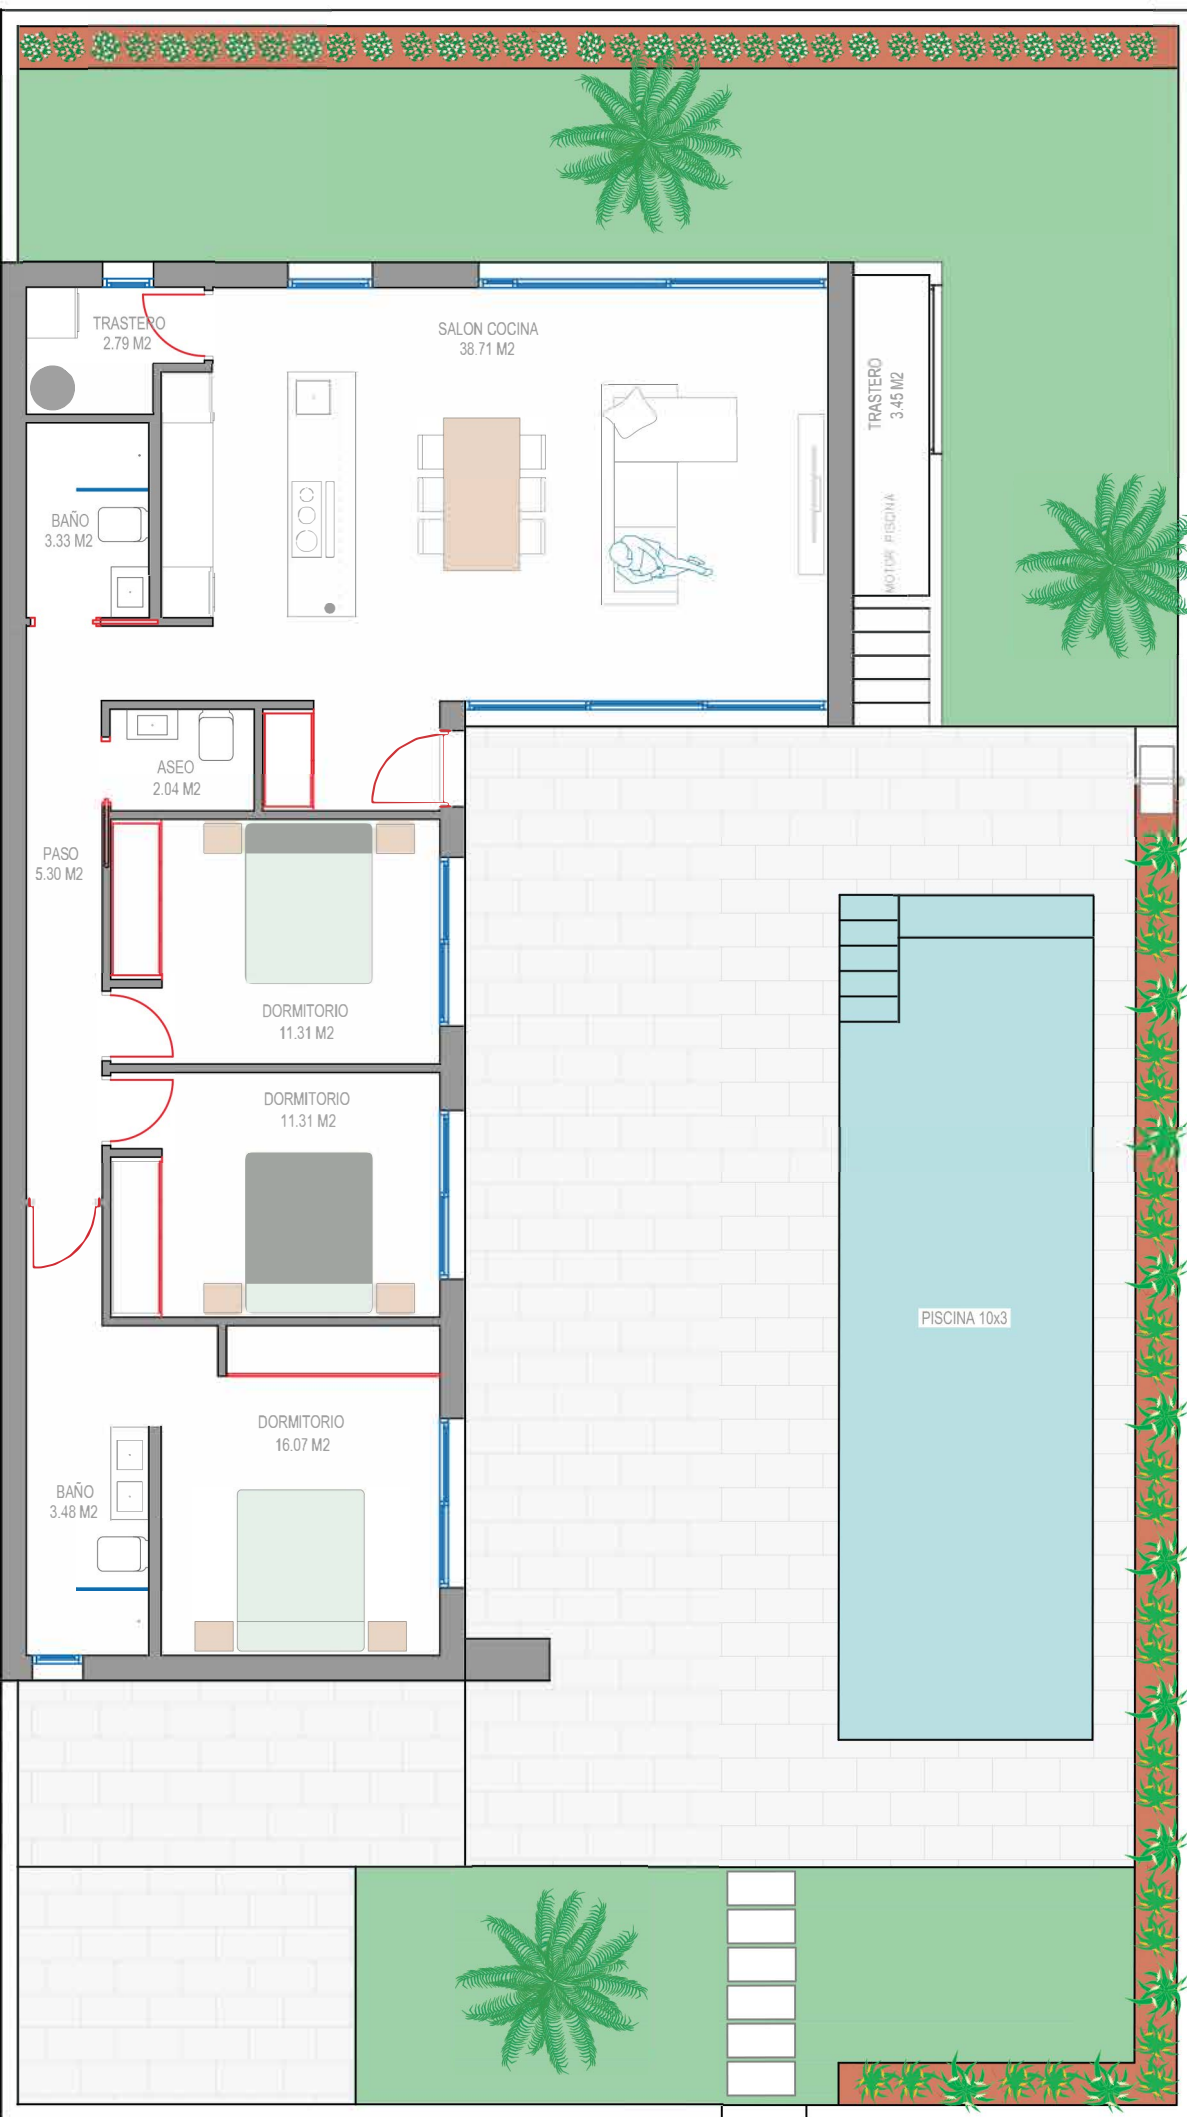 TRASTERO
2.79 M2
SALON COCINA
38.71 M2
TRASTERO
3.45 M2
MOTOR PISCINA
BAÑO
3.33 M2
ASEO
2.04 M2
PASO
5.30 M2
DORMITORIO
11.31 M2
DORMITORIO
11.31 M2
PISCINA 10x3
DORMITORIO
16.07 M2
BAÑO
3.48 M2